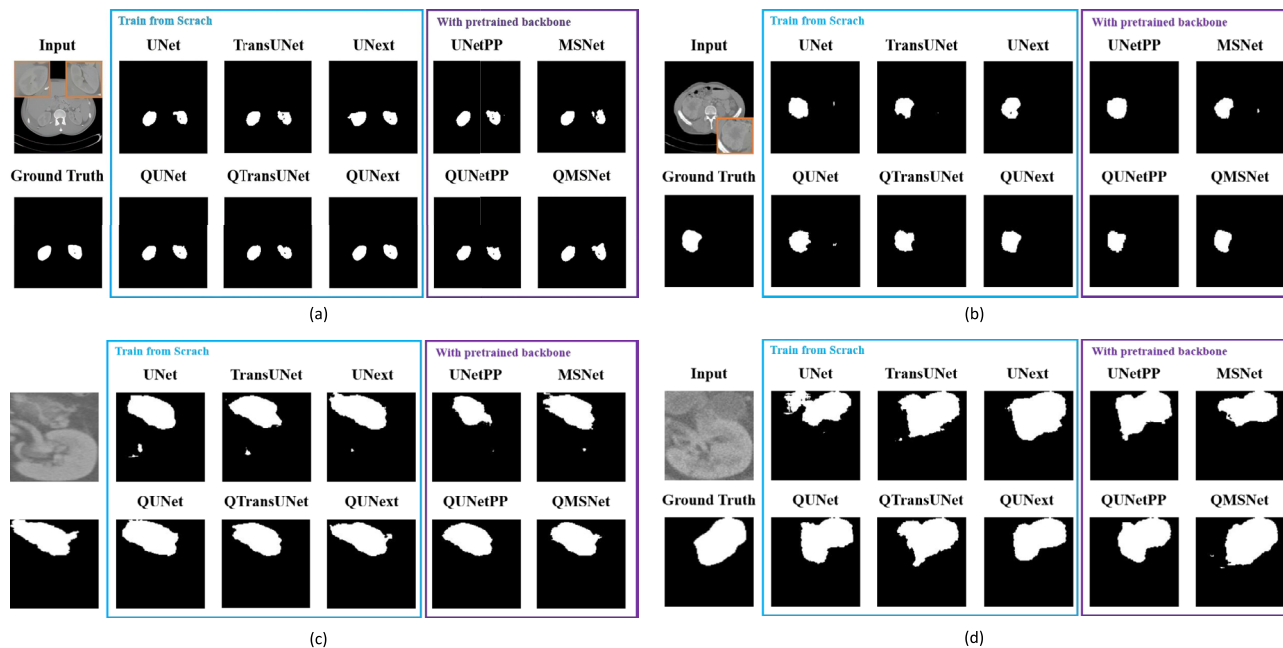 Train from Scrach
With pretrained backbone
Input
UNet
TransUNet
UNext
UNetPP
MSNet
Ground Truth
QUNet
QTransUNet
QUNext
QUNetPP
QMSNet
(a)
Train from Scrach
With pretrained backbone
Input
UNet
TransUNet
UNext
UNetPP
MSNet
Ground Truth
QUNet
QTransUNet
QUNext
QUNetPP
QMSNet
(b)
Train from Scrach
With pretrained backbone
UNet
TransUNet
UNext
UNetPP
MSNet
QUNet
QTransUNet
QUNext
QUNetPP
QMSNet
(c)
Train from Scrach
With pretrained backbone
Input
UNet
TransUNet
UNext
UNetPP
MSNet
Ground Truth
QUNet
QTransUNet
QUNext
QUNetPP
QMSNet
(d)